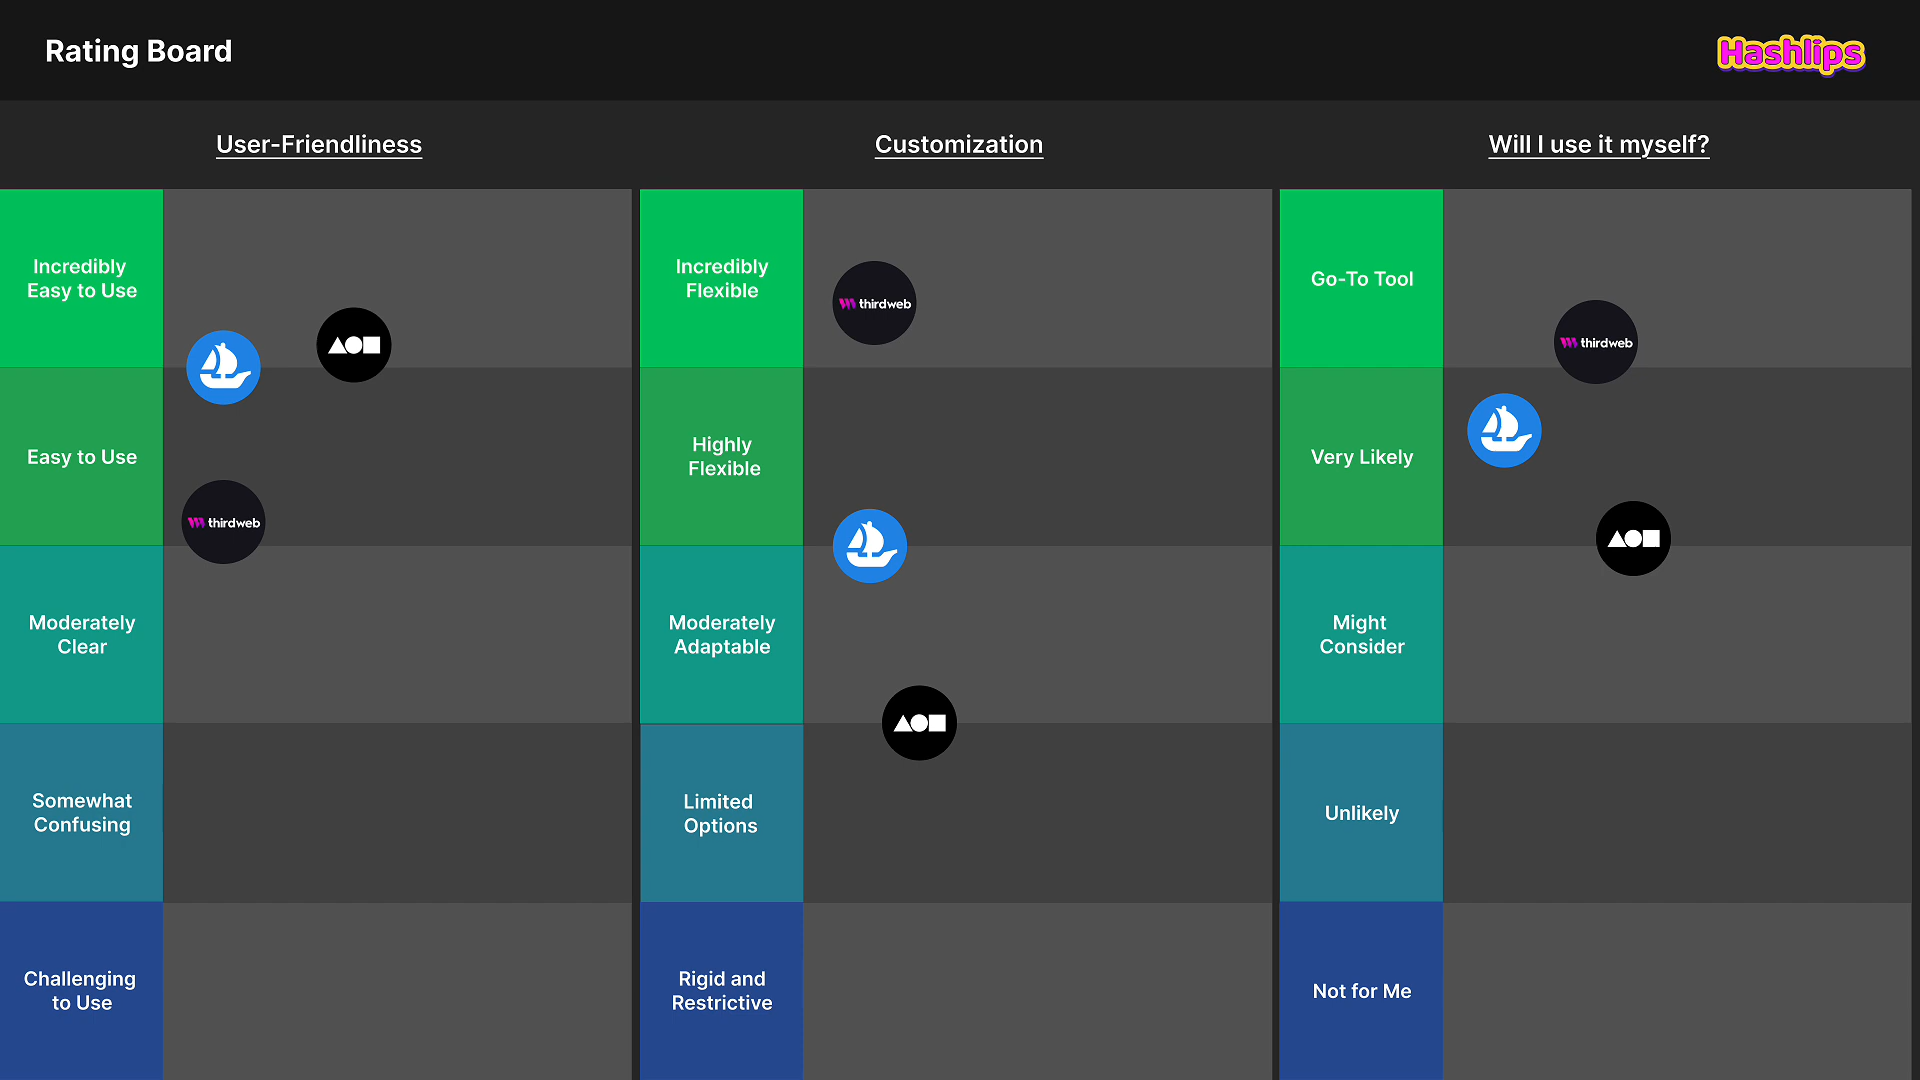 Rating Board
Hashlips
User-Friendliness
Incredibly
Easy to Use
Easy to Use
thirdweb
Moderately
Clear
Somewhat
Confusing
Challenging
to Use
Customization
Incredibly
Flexible
thirdweb
Highly
Flexible
Moderately
Adaptable
Limited
Options
Rigid and
Restrictive
Will I use it myself?
Go-To Tool
thirdweb
Very Likely
Might
Consider
Unlikely
Not for Me